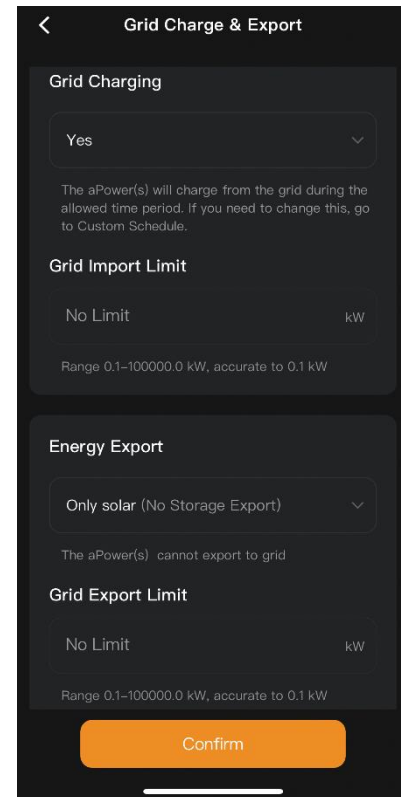 Grid Charge & Export
Grid Charging
Yes
The aPower(s) will charge from the grid during the
allowed time period. If you need to change this, go
to Custom Schedule.
Grid Import Limit
No Limit kW
Range 0.1–100000.0 kW, accurate to 0.1 kW
Energy Export
Only solar (No Storage Export)
The aPower(s) cannot export to grid
Grid Export Limit
No Limit kW
Range 0.1–100000.0 kW, accurate to 0.1 kW
Confirm